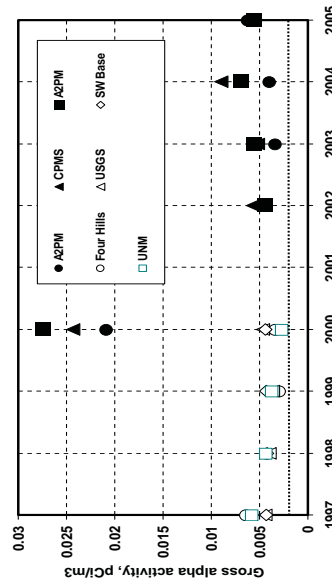 Gross alpha activity, pCi/m3
0.03
0.025
0.02
0.015
0.01
0.005
0
A2PM
CPMS
A2PM
Four Hills
USGS
SW Base
UNM
1997
1998
1999
2000
2001
2002
2003
2004
2005